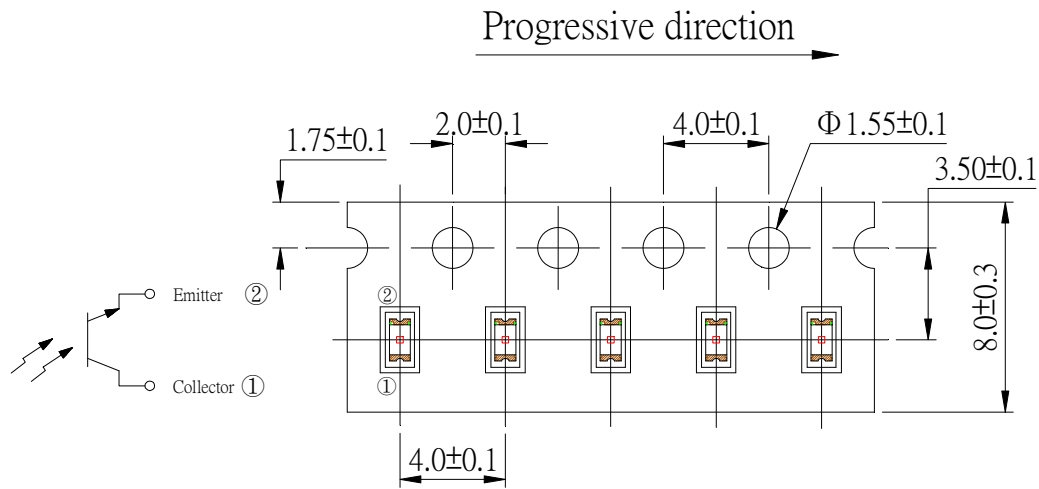 Progressive direction
1.75±0.1
2.0±0.1
4.0±0.1
Φ1.55±0.1
3.50±0.1
8.0±0.3
Emitter ②
Collector ①
②
①
4.0±0.1